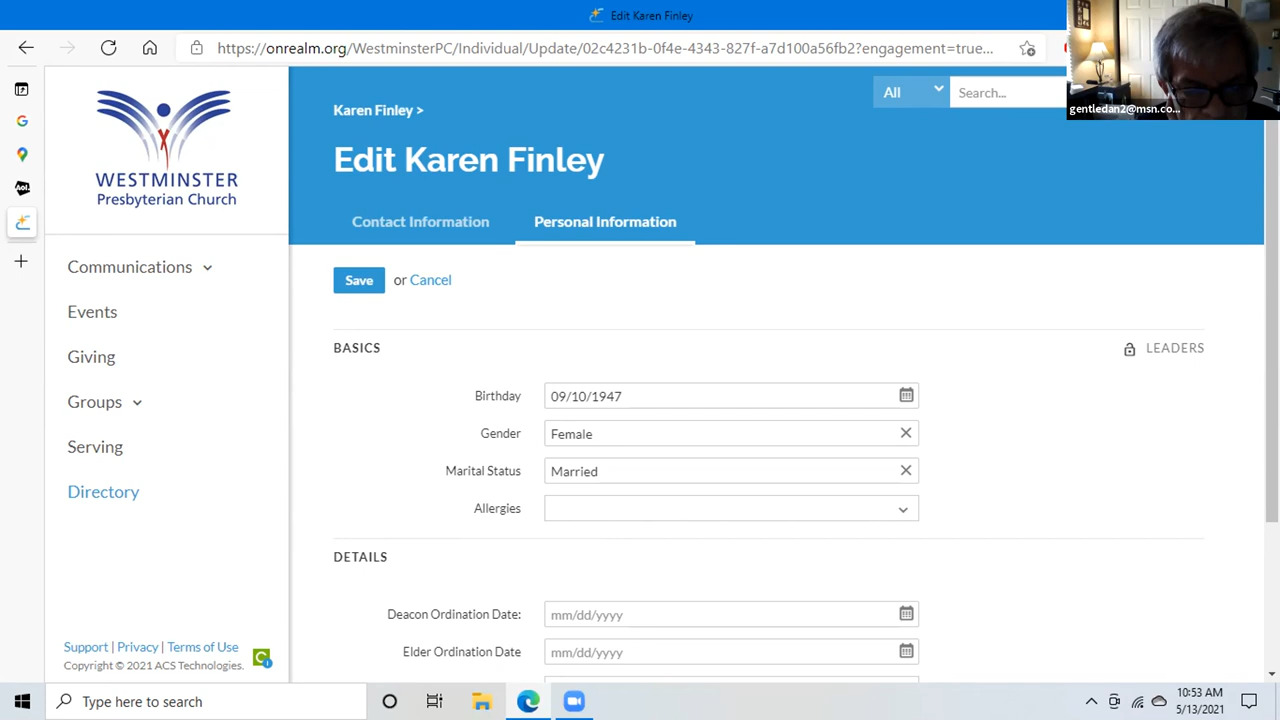 Edit Karen Finley
https://onrealm.org/WestminsterPC/Individual/Update/02c4231b-0f4e-4343-827f-a7d100a56fb2?engagement=true...
gentledan2@msn.co...
WESTMINSTER
Presbyterian Church
Communications
Events
Giving
Groups
Serving
Directory
Support | Privacy | Terms of Use
Copyright © 2021 ACS Technologies.
Karen Finley >
All
Search...
Edit Karen Finley
Contact Information
Personal Information
Save or Cancel
BASICS
LEADERS
Birthday 09/10/1947
Gender Female
Marital Status Married
Allergies
DETAILS
Deacon Ordination Date: mm/dd/yyyy
Elder Ordination Date mm/dd/yyyy
Type here to search
10:53 AM
5/13/2021